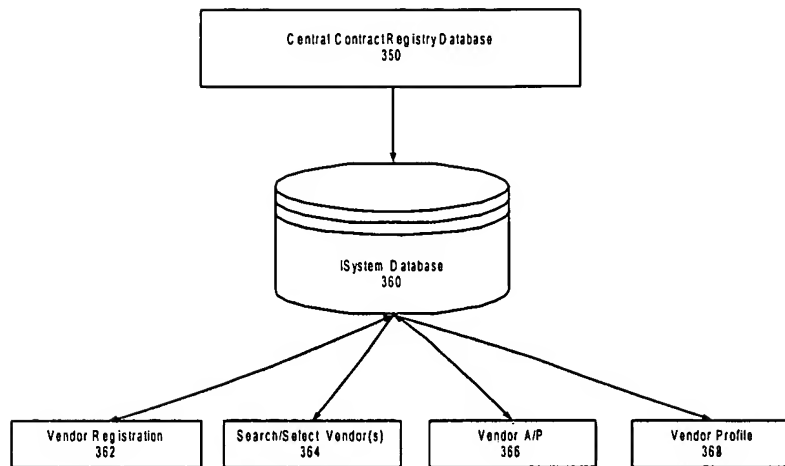 Central Contract Registry Database
350
ISystem Database
360
Vendor Registration
362
Search/Select Vendor(s)
364
Vendor A/P
366
Vendor Profile
368